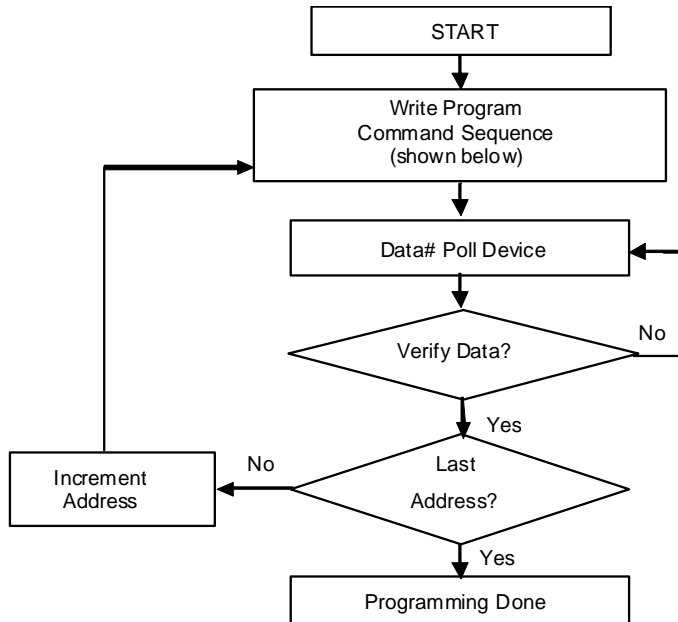 START
Write Program
Command Sequence
(shown below)
Data# Poll Device
Verify Data?
No
Yes
Last
Address?
No
Increment
Address
Yes
Programming Done